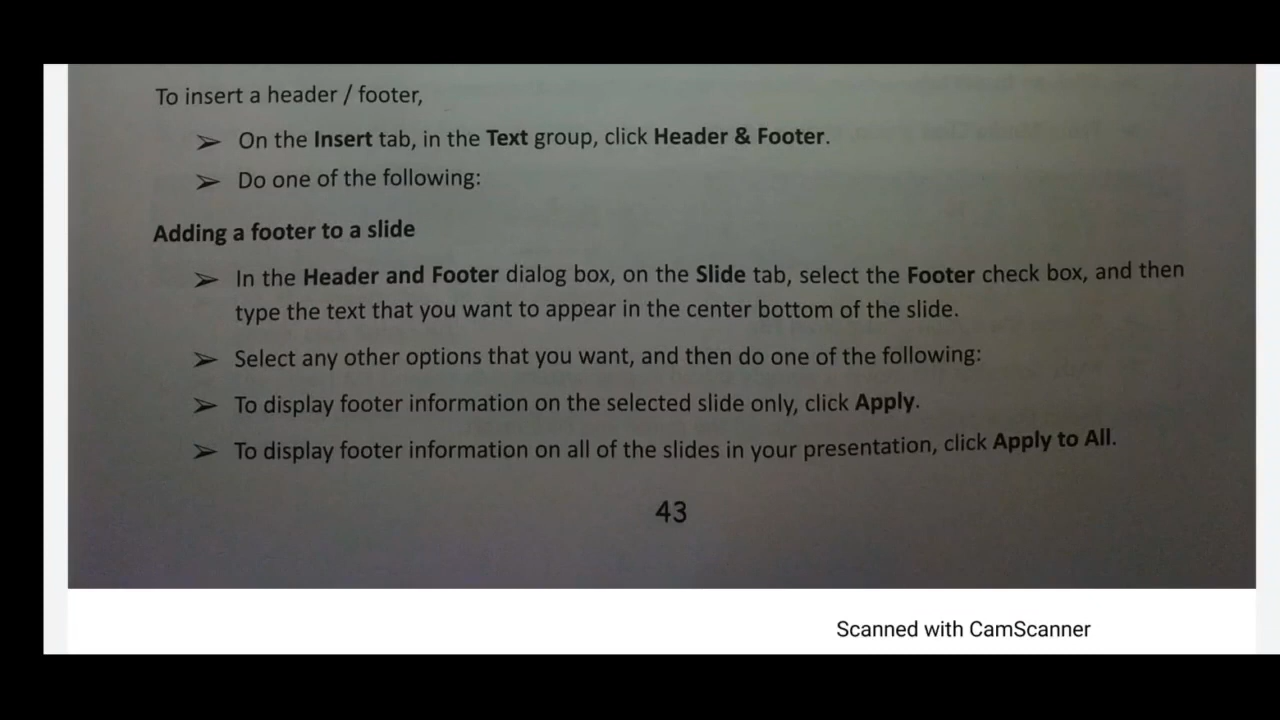 To insert a header / footer,
➢ On the Insert tab, in the Text group, click Header & Footer.
➢ Do one of the following:
Adding a footer to a slide
➢ In the Header and Footer dialog box, on the Slide tab, select the Footer check box, and then
type the text that you want to appear in the center bottom of the slide.
➢ Select any other options that you want, and then do one of the following:
➢ To display footer information on the selected slide only, click Apply.
➢ To display footer information on all of the slides in your presentation, click Apply to All.
43
Scanned with CamScanner